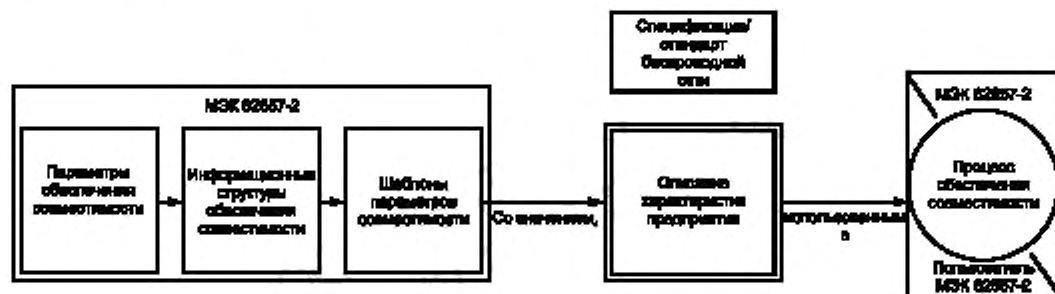 Спецификация/
стандарт
беспроводной
сети
МЭК 62657-2
Параметры
обеспечения
совместимости
Информационные
структуры
обеспечения
совместимости
Шаблоны
параметров
совместимости
Со значениями,
Описание
характеристик
предприятия
использованными
в
МЭК 62657-2
Процесс
обеспечения
совместимости
Пользователь
МЭК 62657-2